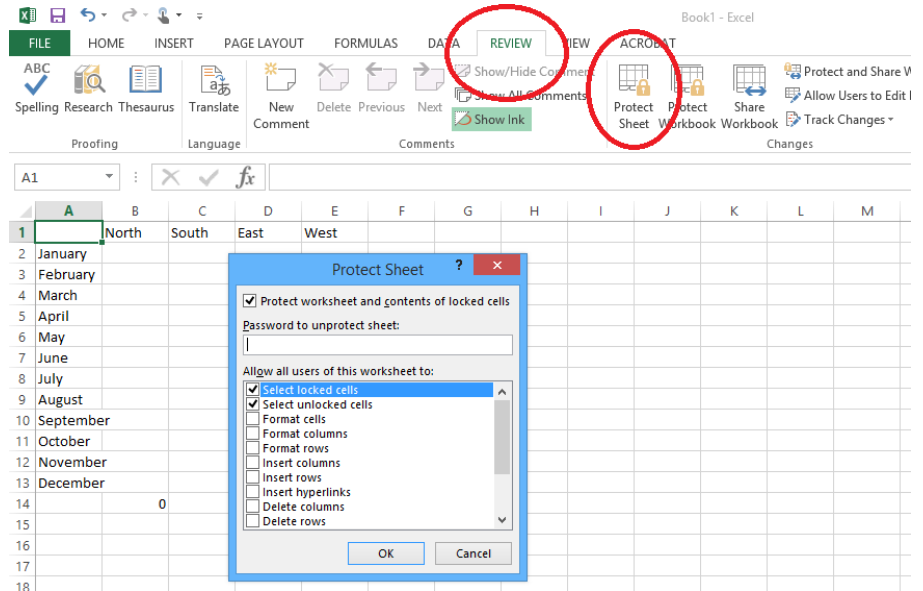 Book1 - Excel
FILE HOME INSERT PAGE LAYOUT FORMULAS DATA REVIEW VIEW ACROBAT
ABC
Spelling Research Thesaurus
Proofing
Translate
Language
New Comment
Delete Previous Next
Show/Hide Comment
Show All Comments
Show Ink
Comments
Protect Sheet
Protect Workbook
Share Workbook
Protect and Share W
Allow Users to Edit
Track Changes
Changes
A1 fx
A B C D E F G H I J K L M
1 North South East West
2 January
3 February
4 March
5 April
6 May
7 June
8 July
9 August
10 September
11 October
12 November
13 December
14 0
15
16
17
18
Protect Sheet ?
Protect worksheet and contents of locked cells
Password to unprotect sheet:
Allow all users of this worksheet to:
Select locked cells
Select unlocked cells
Format cells
Format columns
Format rows
Insert columns
Insert rows
Insert hyperlinks
Delete columns
Delete rows
OK Cancel